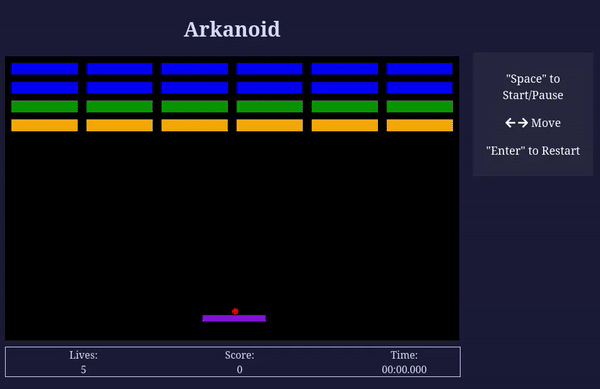 Arkanoid
"Space" to
Start/Pause
←→ Move
"Enter" to Restart
Lives: Score: Time:
5 0 00:00.000